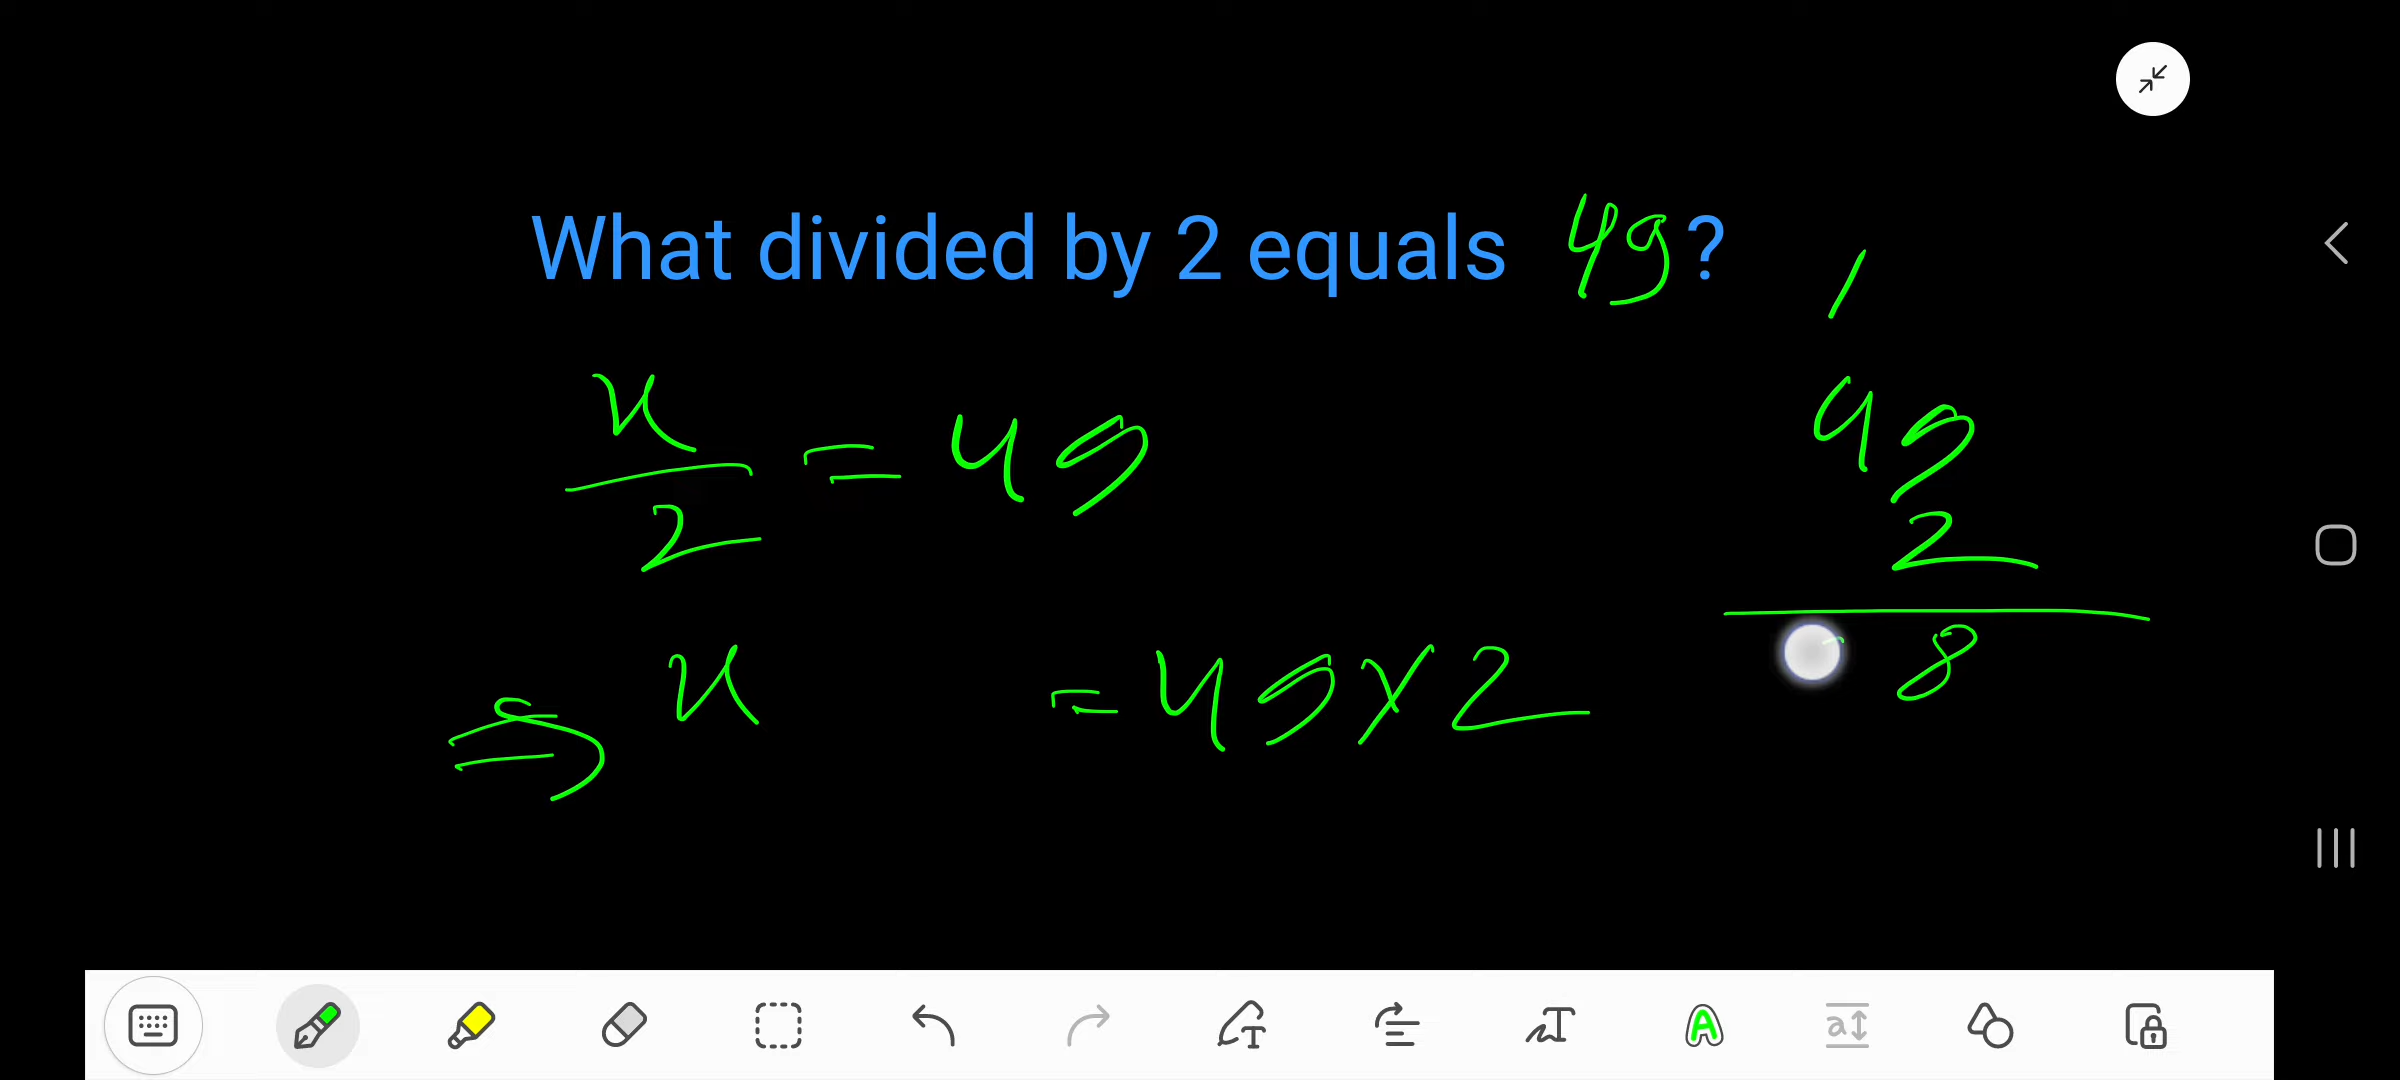 What divided by 2 equals 49?
x/2 = 49
⇒ x = 49 x 2
1
49
2
8